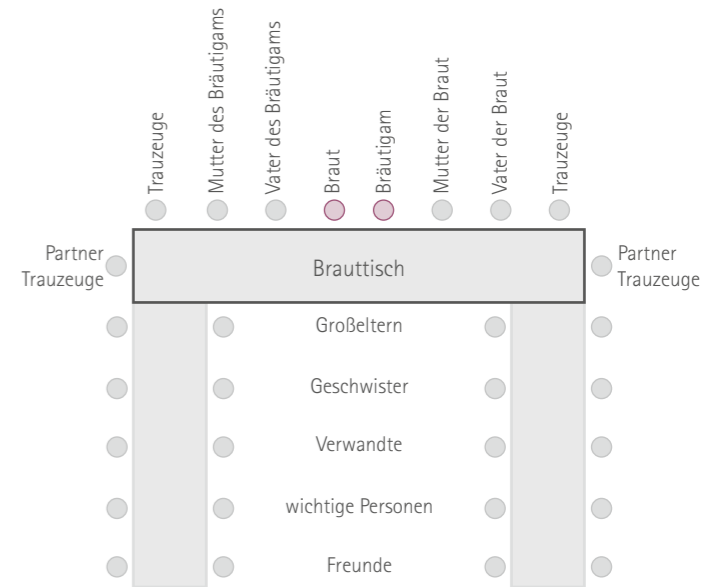 Trauzeuge
Mutter des Bräutigams
Vater des Bräutigams
Braut
Bräutigam
Mutter der Braut
Vater der Braut
Trauzeuge
Partner
Trauzeuge
Brauttisch
Partner
Trauzeuge
Großeltern
Geschwister
Verwandte
wichtige Personen
Freunde